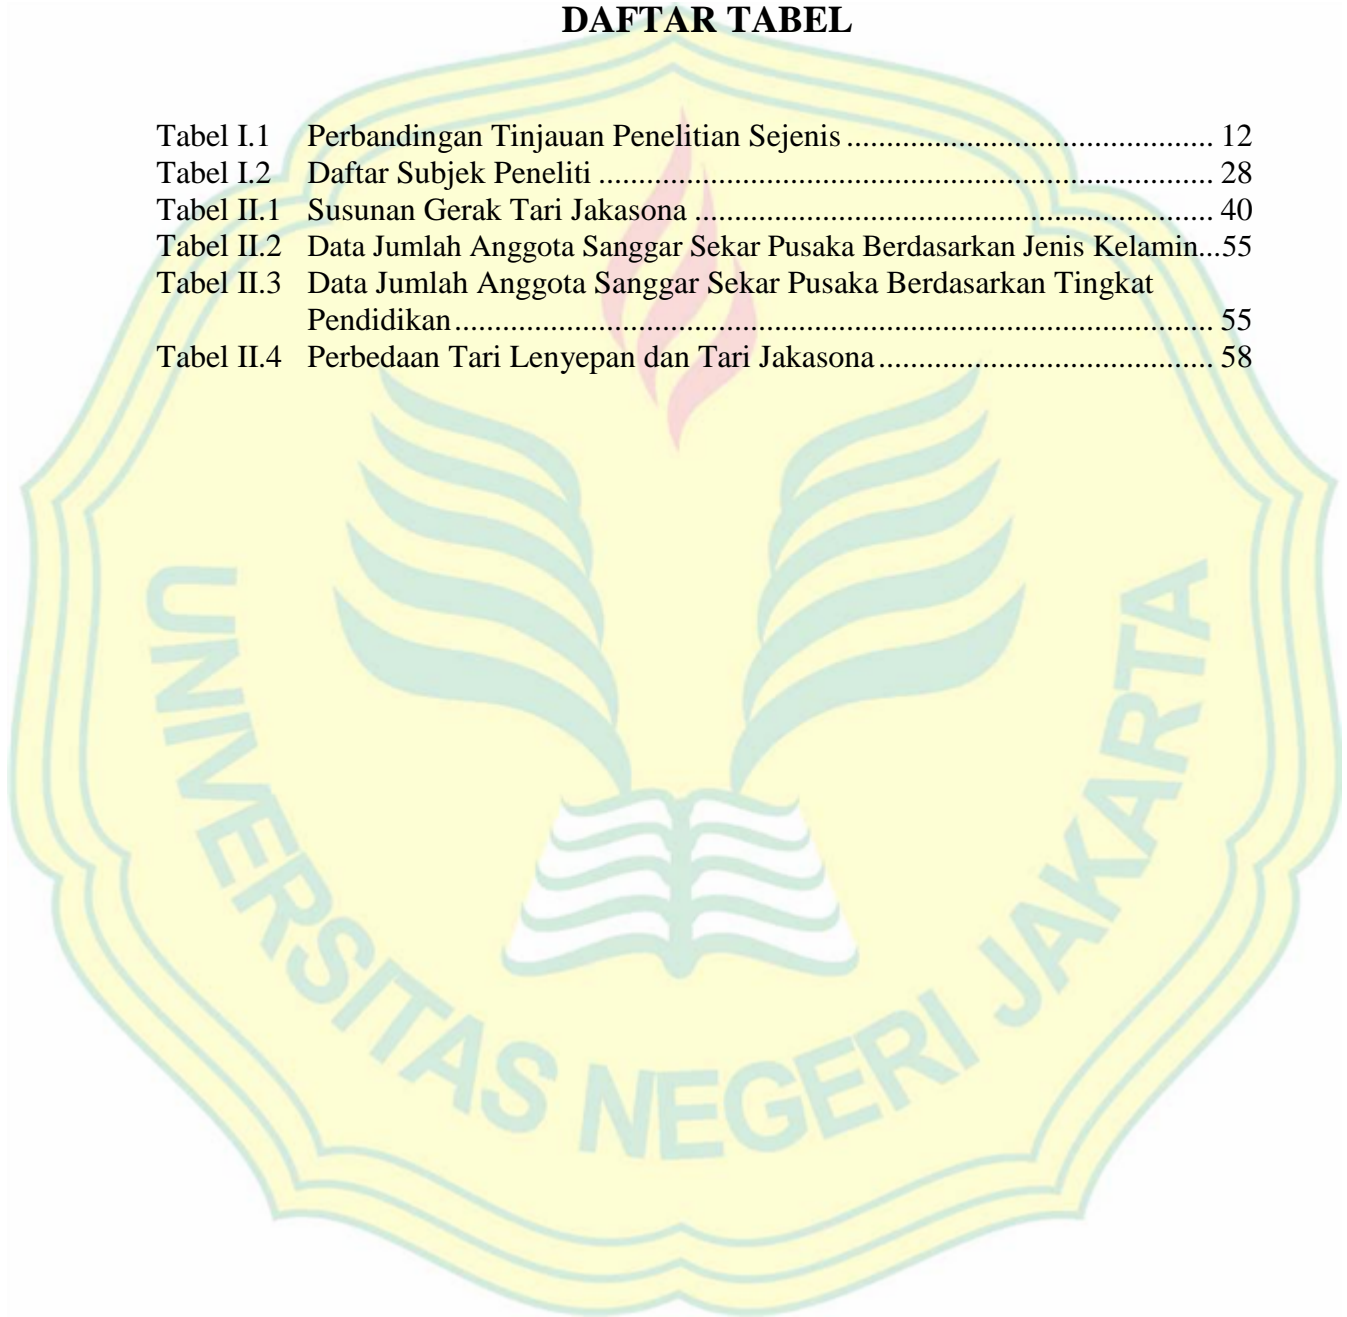 DAFTAR TABEL
Tabel I.1 Perbandingan Tinjauan Penelitian Sejenis .............................................. 12
Tabel I.2 Daftar Subjek Peneliti ............................................................................. 28
Tabel II.1 Susunan Gerak Tari Jakasona ................................................................. 40
Tabel II.2 Data Jumlah Anggota Sanggar Sekar Pusaka Berdasarkan Jenis Kelamin...55
Tabel II.3 Data Jumlah Anggota Sanggar Sekar Pusaka Berdasarkan Tingkat
Pendidikan ............................................................................................... 55
Tabel II.4 Perbedaan Tari Lenyepan dan Tari Jakasona .......................................... 58
UNIVERSITAS NEGERI JAKARTA